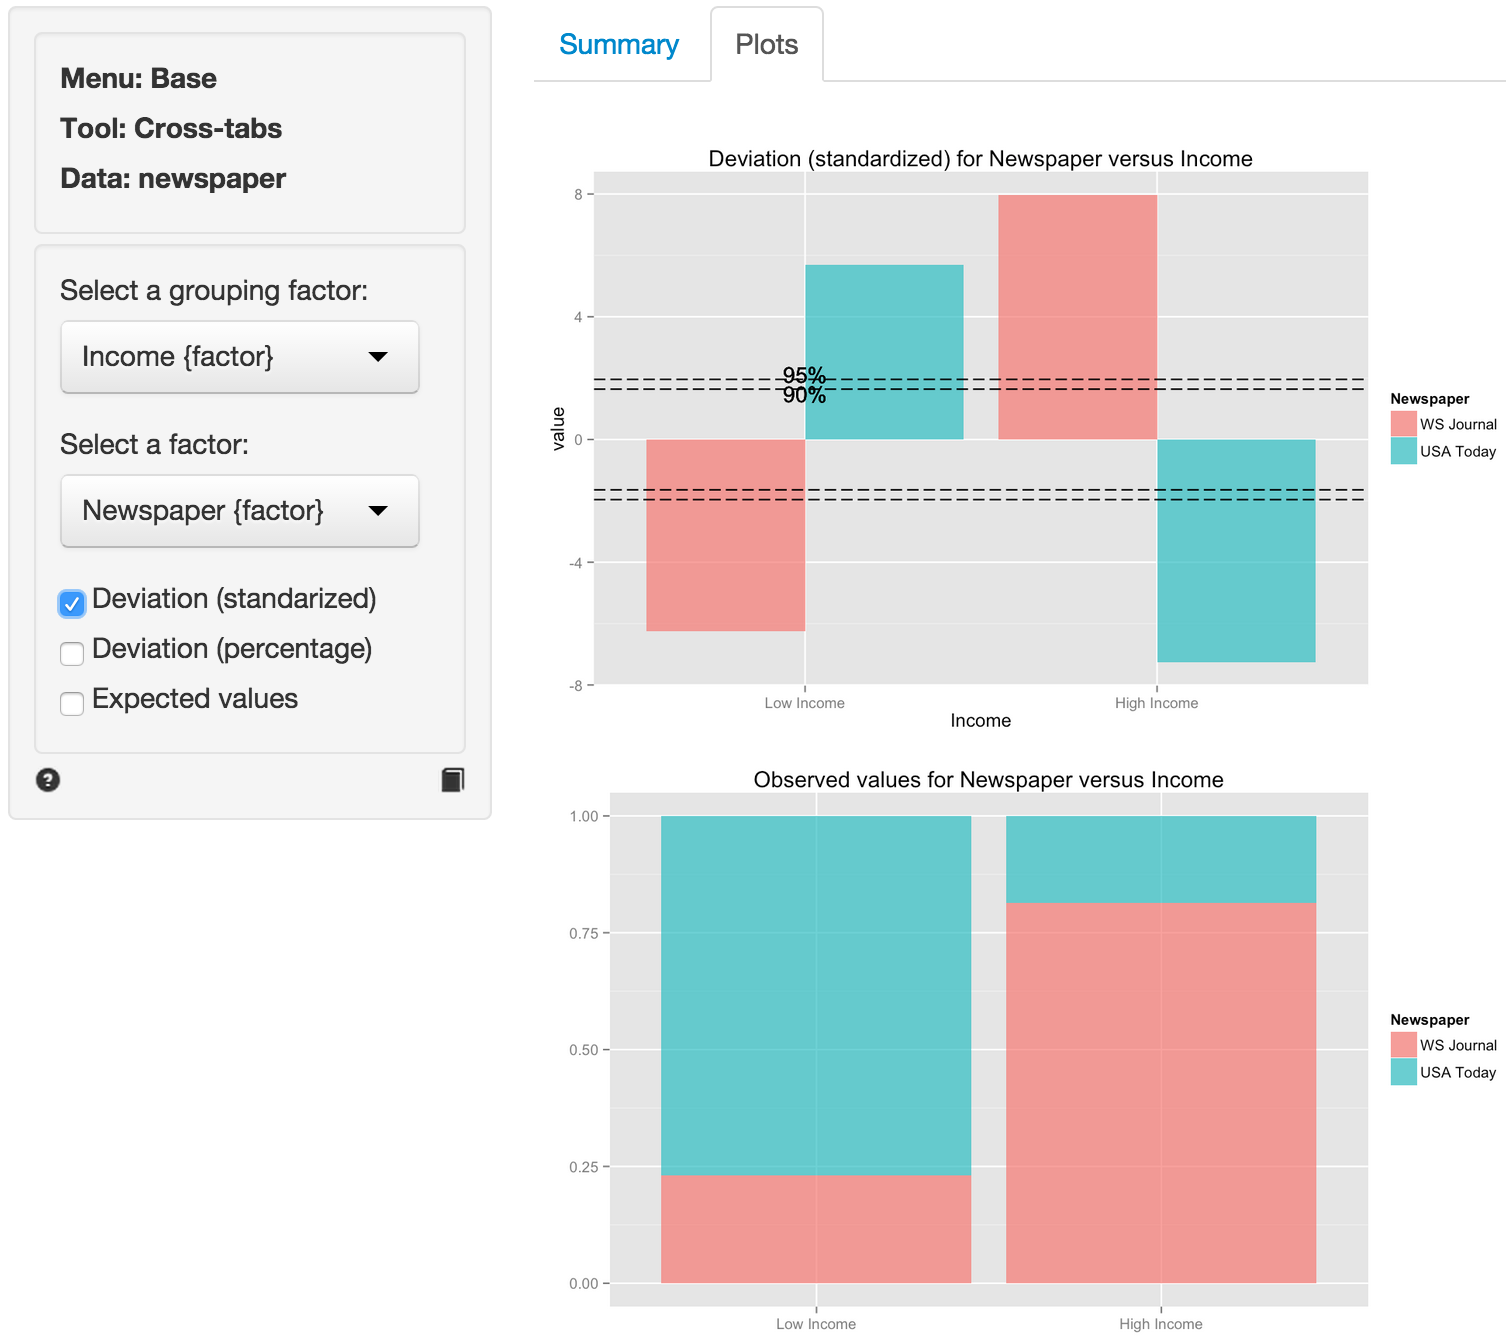 Menu: Base
Tool: Cross-tabs
Data: newspaper
Select a grouping factor:
Income {factor}
Select a factor:
Newspaper {factor}
Deviation (standarized)
Deviation (percentage)
Expected values
?
Summary
Plots
Deviation (standardized) for Newspaper versus Income
8
4
0
-4
-8
value
95%
90%
Low Income
High Income
Income
Newspaper
WS Journal
USA Today
Observed values for Newspaper versus Income
1.00
0.75
0.50
0.25
0.00
Low Income
High Income
Newspaper
WS Journal
USA Today